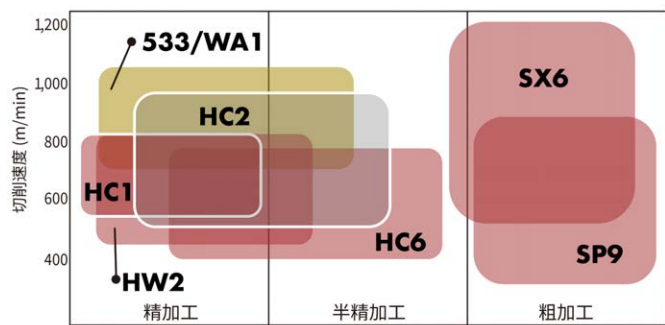 切削速度 (m/min)
1,200
1,000
800
600
400
533/WA1
HC2
SX6
HC1
HC6
SP9
HW2
精加工
半精加工
粗加工